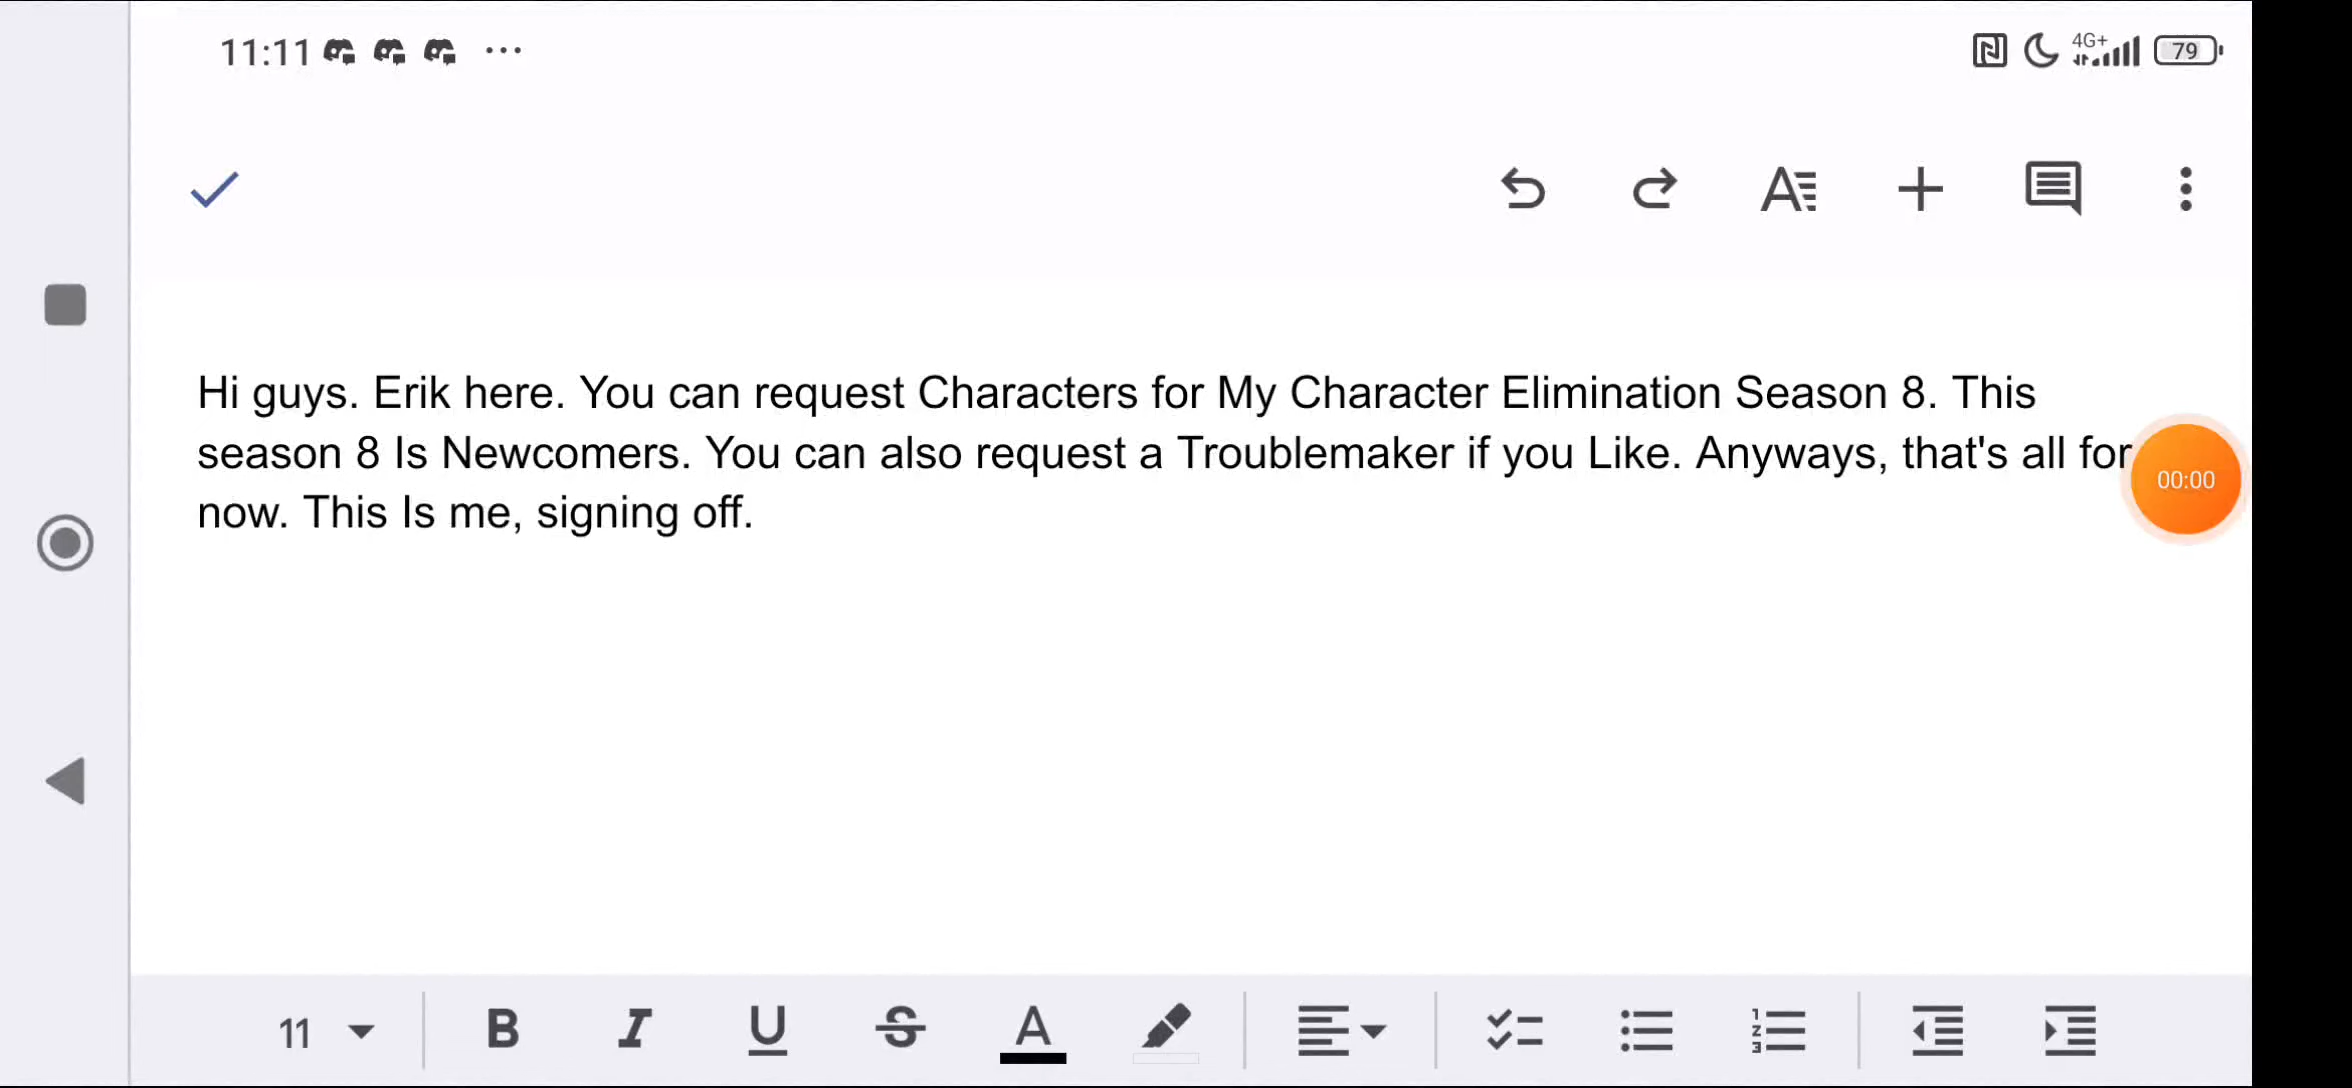 11:11 ...
4G+ 79
Hi guys. Erik here. You can request Characters for My Character Elimination Season 8. This
season 8 Is Newcomers. You can also request a Troublemaker if you Like. Anyways, that's all for
00:00
now. This Is me, signing off.
11 B I U S A